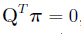 Q^T π = 0,